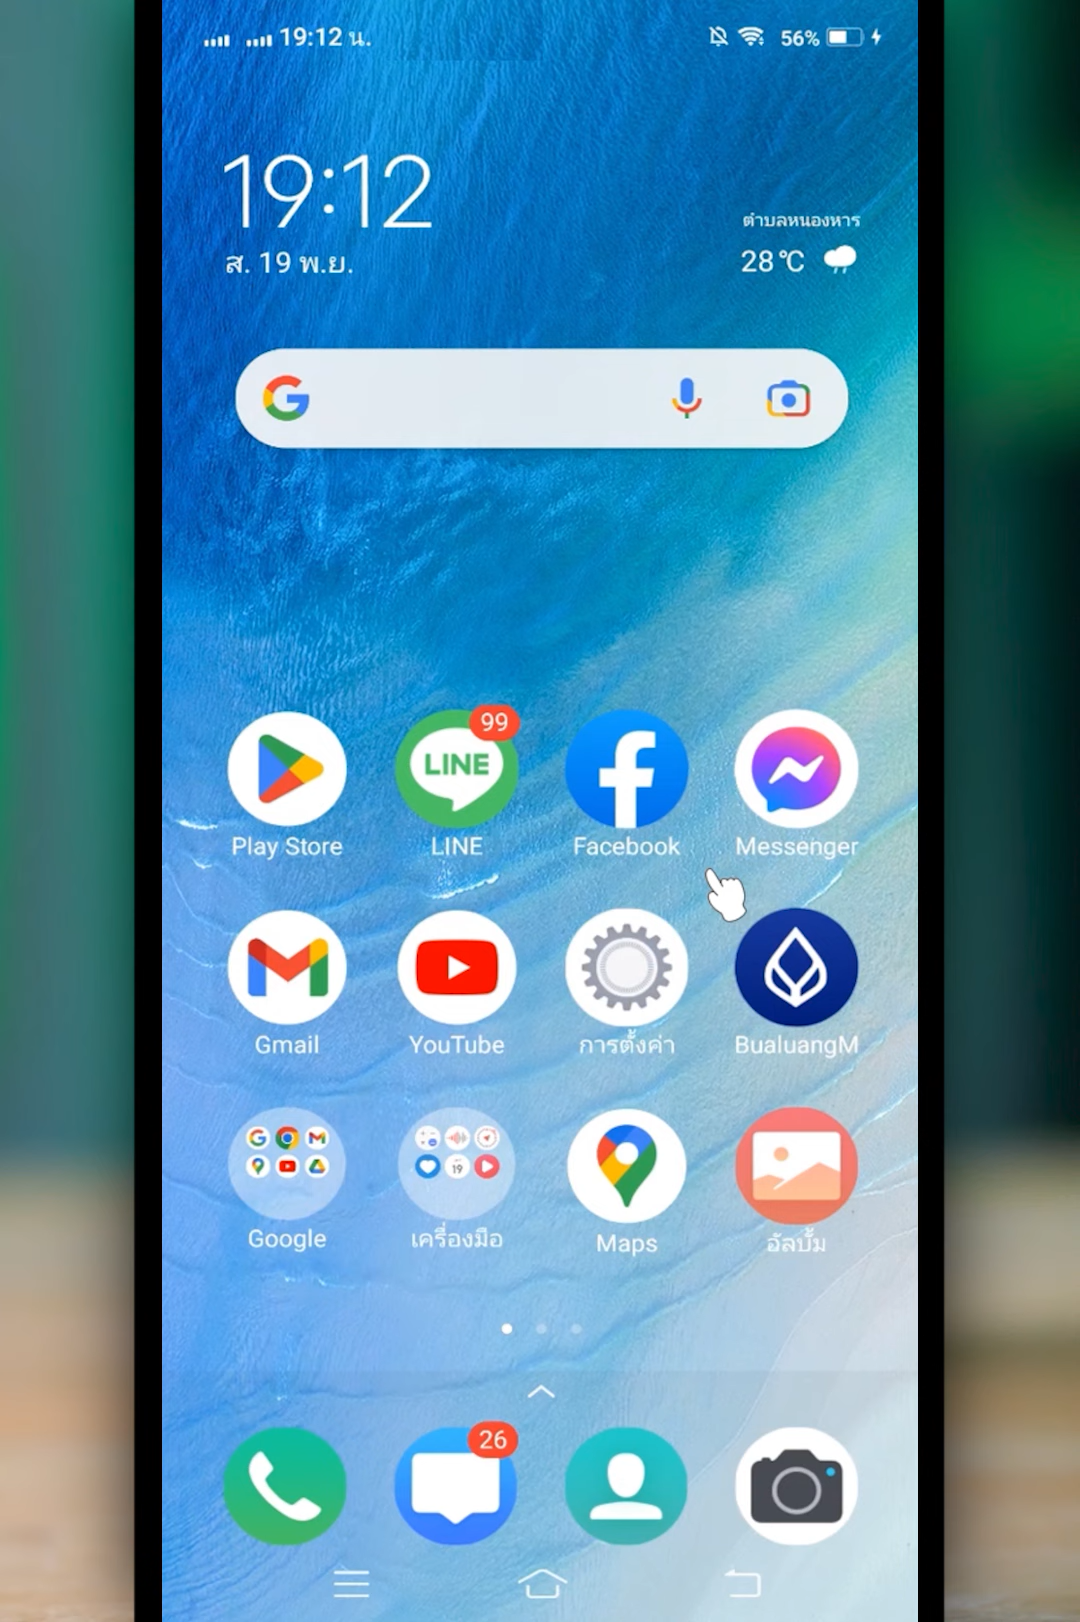 19:12 น. 56%
19:12
ตำบลหนองหาร
ส. 19 พ.ย.
28 °C
99
LINE
Play Store LINE Facebook Messenger
Gmail YouTube การตั้งค่า BualuangM
19
Google เครื่องมือ Maps อัลบั้ม
26